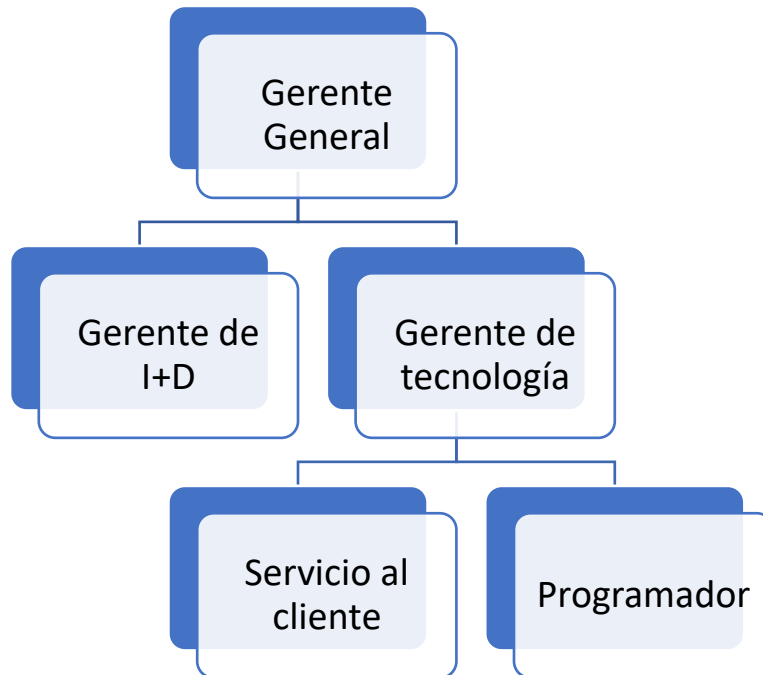 Gerente
General
Gerente de
I+D
Gerente de
tecnología
Servicio al
cliente
Programador